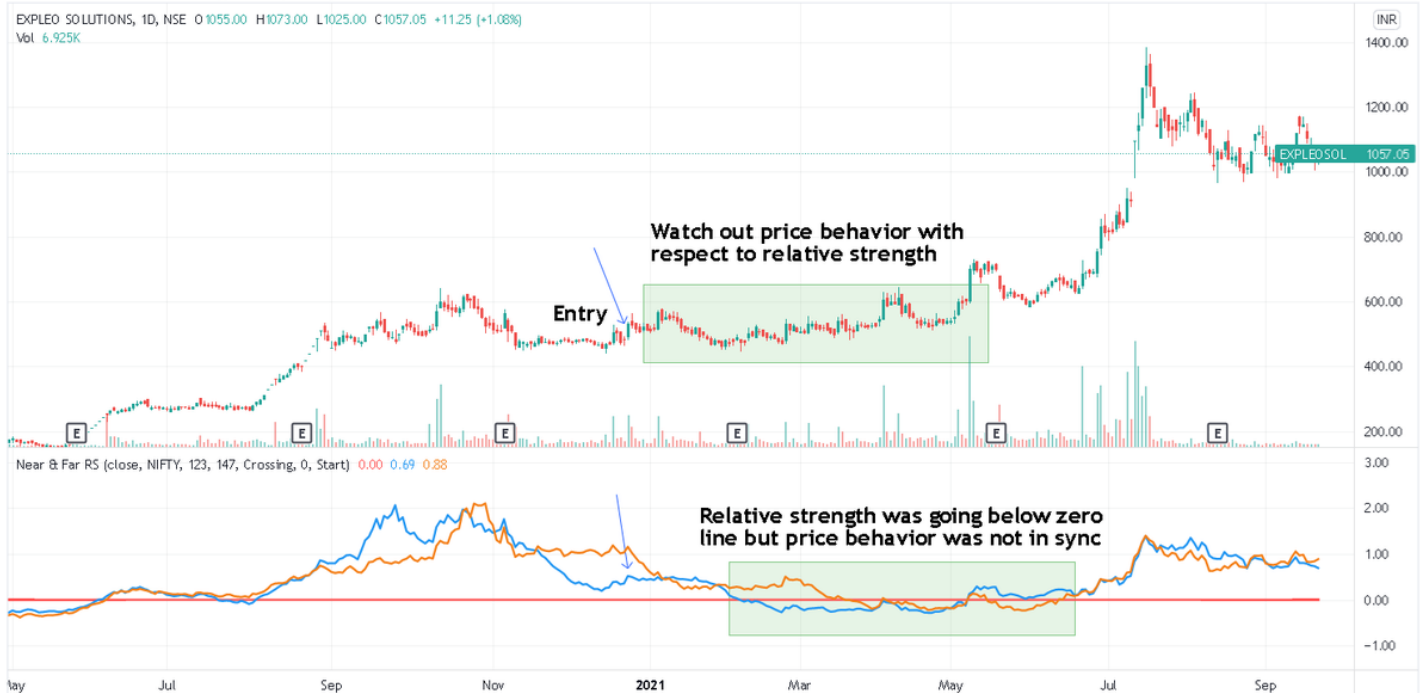 EXPLEO SOLUTIONS, 1D, NSE O1055.00 H1073.00 L1025.00 C1057.05 +11.25 (+1.08%)
INR
Vol 6.925K
1400.00
1200.00
EXPLEOSOL 1057.05
1000.00
Watch out price behavior with
respect to relative strength
800.00
Entry
600.00
400.00
E E E E E E
200.00
Near & Far RS (close, NIFTY, 123, 147, Crossing, 0, Start) 0.00 0.69 0.88
3.00
2.00
Relative strength was going below zero
line but price behavior was not in sync
1.00
0.00
−1.00
May Jul Sep Nov 2021 Mar May Jul Sep